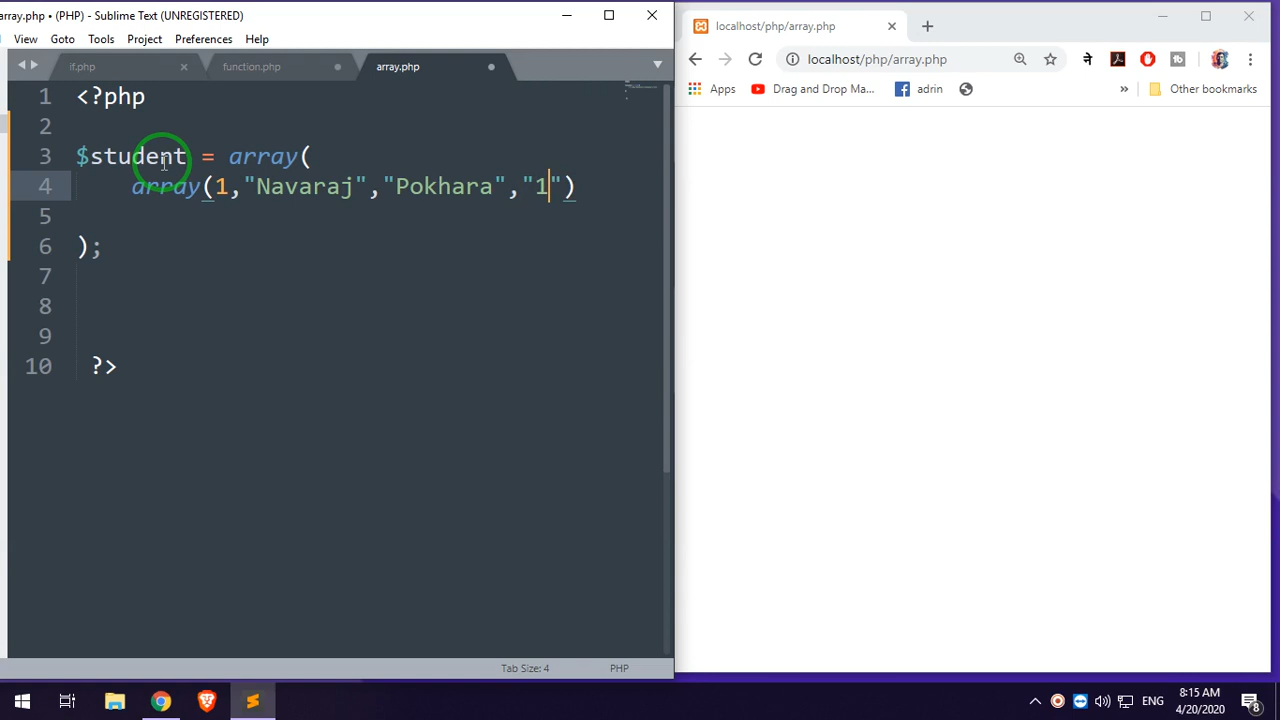 array.php • (PHP) - Sublime Text (UNREGISTERED)
View Goto Tools Project Preferences Help
if.php function.php array.php
1 <?php
2
3 $student = array(
4 array(1,"Navaraj","Pokhara","1")
5
6 );
7
8
9
10 ?>
Tab Size: 4 PHP
localhost/php/array.php
localhost/php/array.php
Apps Drag and Drop Ma... adrin » Other bookmarks
ENG
8:15 AM
4/20/2020
8